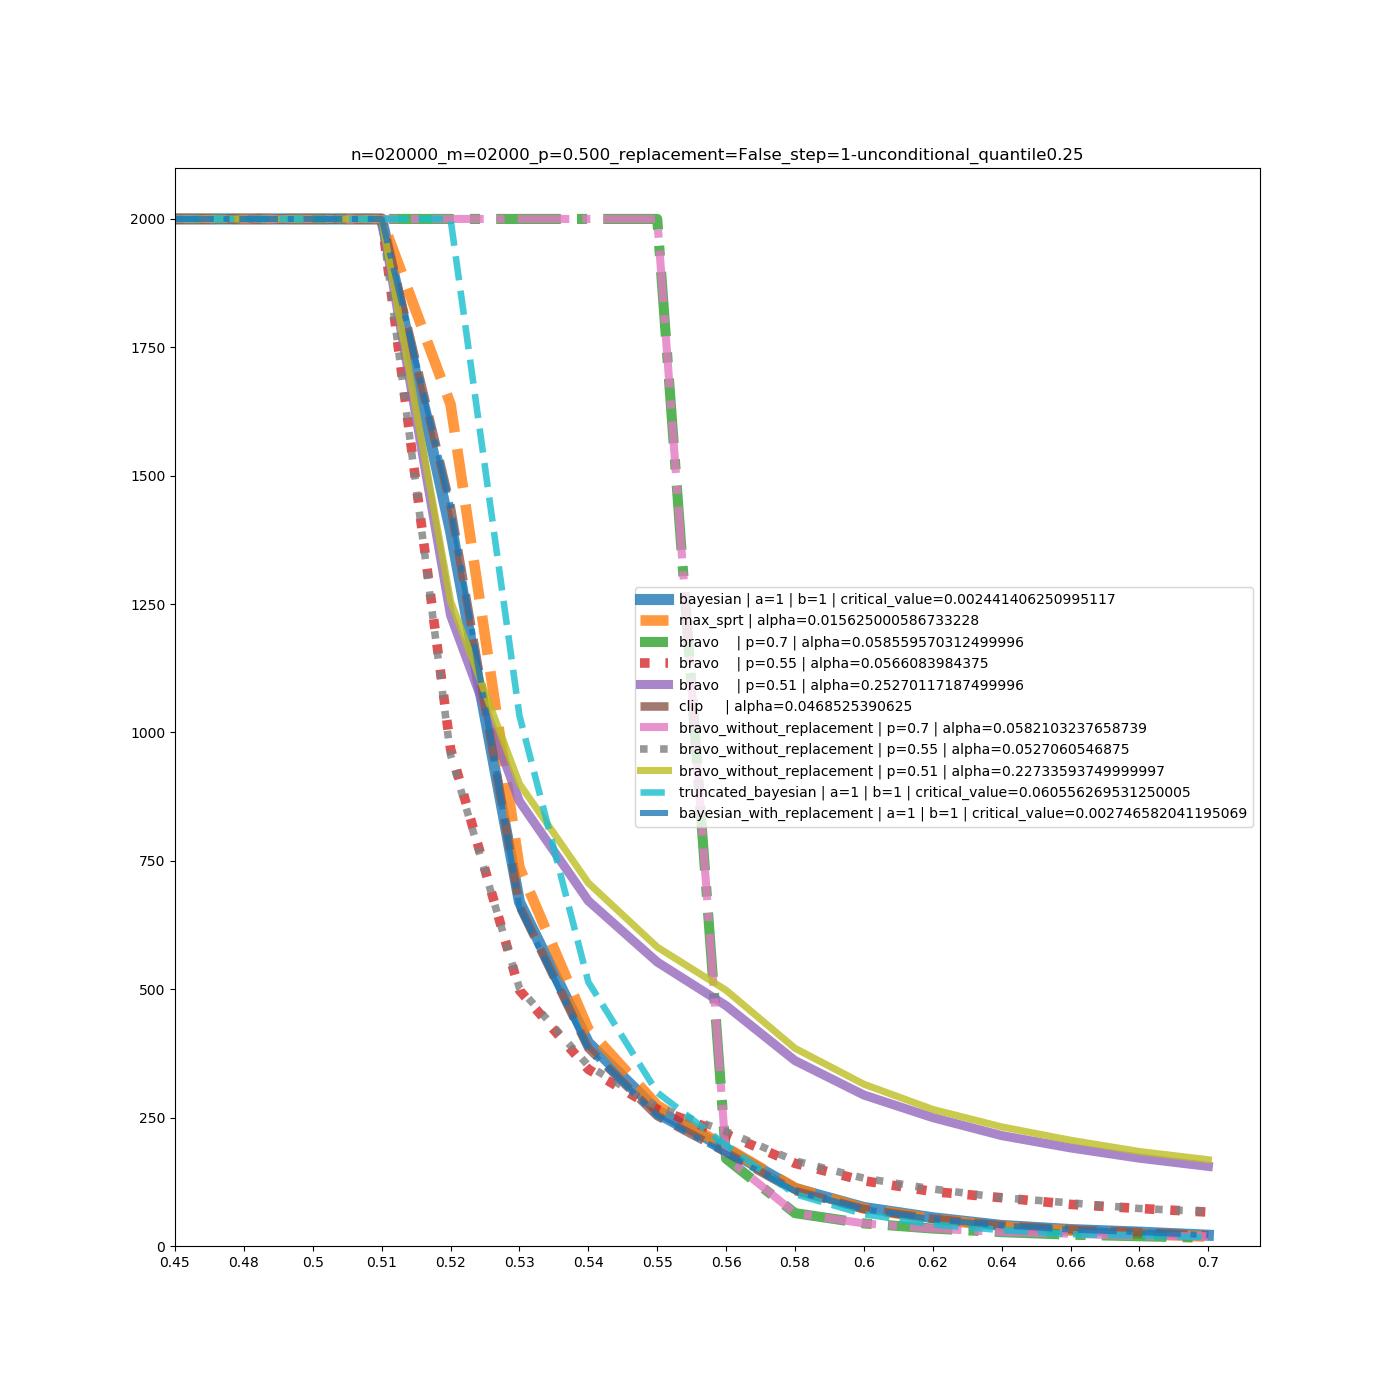 n=020000_m=02000_p=0.500_replacement=False_step=1-unconditional_quantile0.25
2000
1750
1500
1250
1000
750
500
250
0
bayesian | a=1 | b=1 | critical_value=0.002441406250995117
max_sprt | alpha=0.015625000586733228
bravo | p=0.7 | alpha=0.058559570312499996
bravo | p=0.55 | alpha=0.0566083984375
bravo | p=0.51 | alpha=0.25270117187499996
clip | alpha=0.0468525390625
bravo_without_replacement | p=0.7 | alpha=0.0582103237658739
bravo_without_replacement | p=0.55 | alpha=0.0527060546875
bravo_without_replacement | p=0.51 | alpha=0.22733593749999997
truncated_bayesian | a=1 | b=1 | critical_value=0.060556269531250005
bayesian_with_replacement | a=1 | b=1 | critical_value=0.002746582041195069
0.45 0.48 0.5 0.51 0.52 0.53 0.54 0.55 0.56 0.58 0.6 0.62 0.64 0.66 0.68 0.7